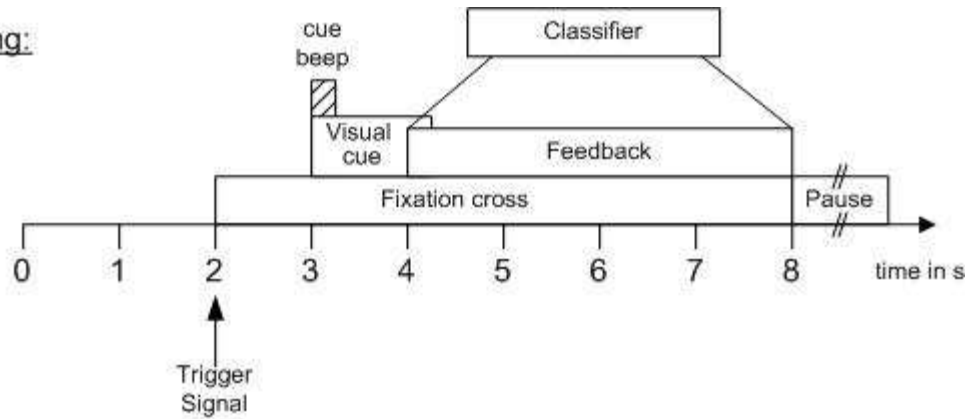 ng:
cue
beep
Classifier
Visual
cue
Feedback
Fixation cross
Pause
0 1 2 3 4 5 6 7 8 time in s
Trigger
Signal